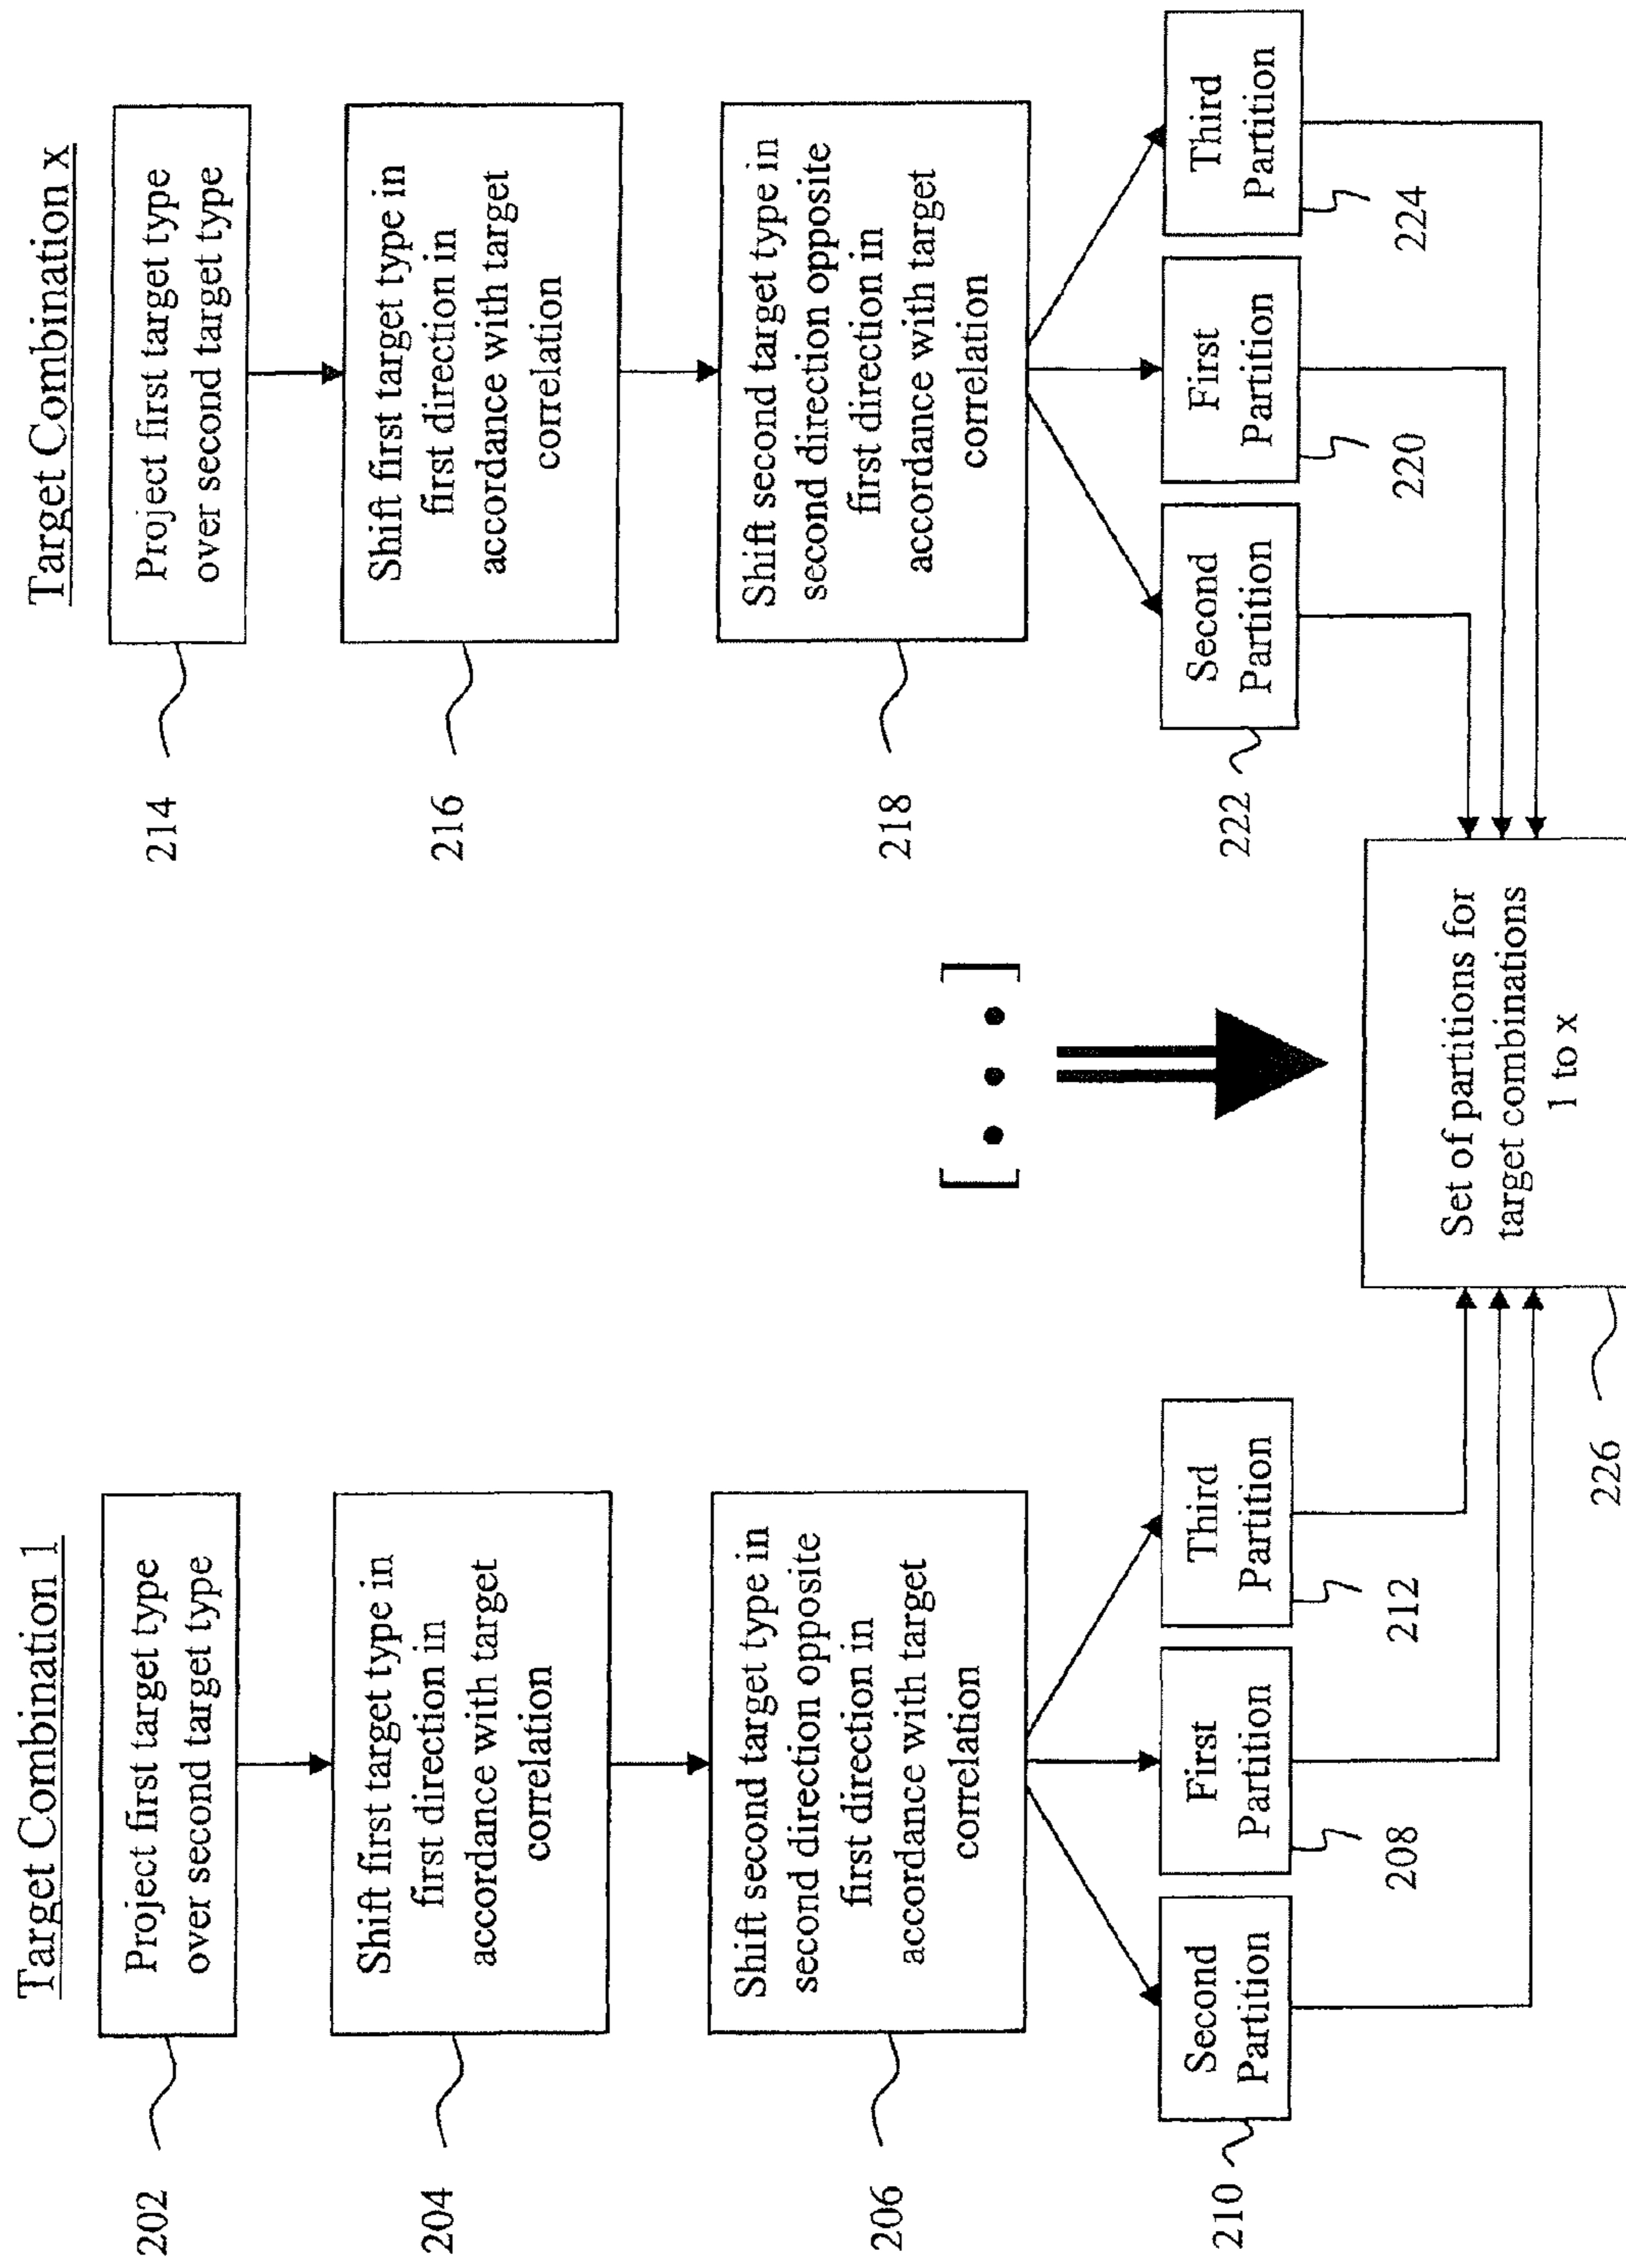 Target Combination 1
202
Project first target type
over second target type
204
Shift first target type in
first direction in
accordance with target
correlation
206
Shift second target type in
second direction opposite
first direction in
accordance with target
correlation
210
Second
Partition
208
First
Partition
212
Third
Partition
Target Combination x
214
Project first target type
over second target type
216
Shift first target type in
first direction in
accordance with target
correlation
218
Shift second target type in
second direction opposite
first direction in
accordance with target
correlation
222
Second
Partition
220
First
Partition
224
Third
Partition
[ • • • ]
Set of partitions for
target combinations
1 to x
226